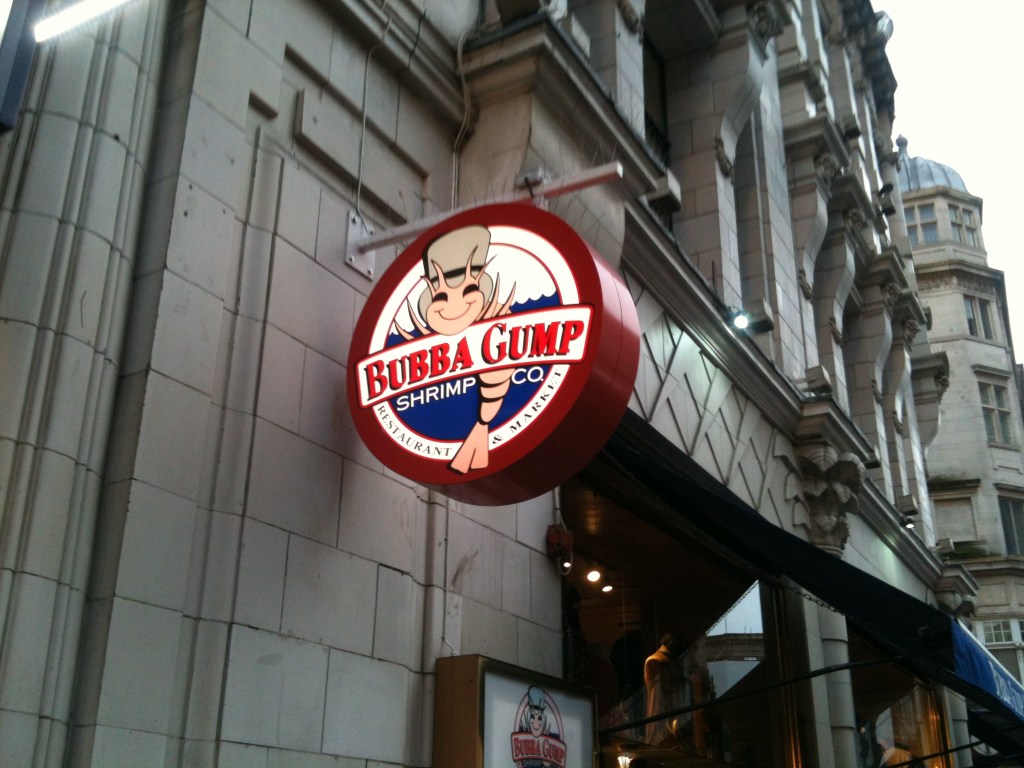 BUBBA GUMP
SHRIMP CO.
RESTAURANT & MARKET
BUBBA GUMP